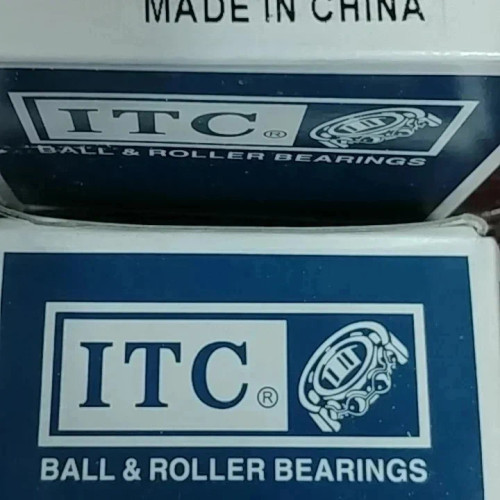 MADE IN CHINA
ITC ®
BALL & ROLLER BEARINGS
ITC ®
BALL & ROLLER BEARINGS